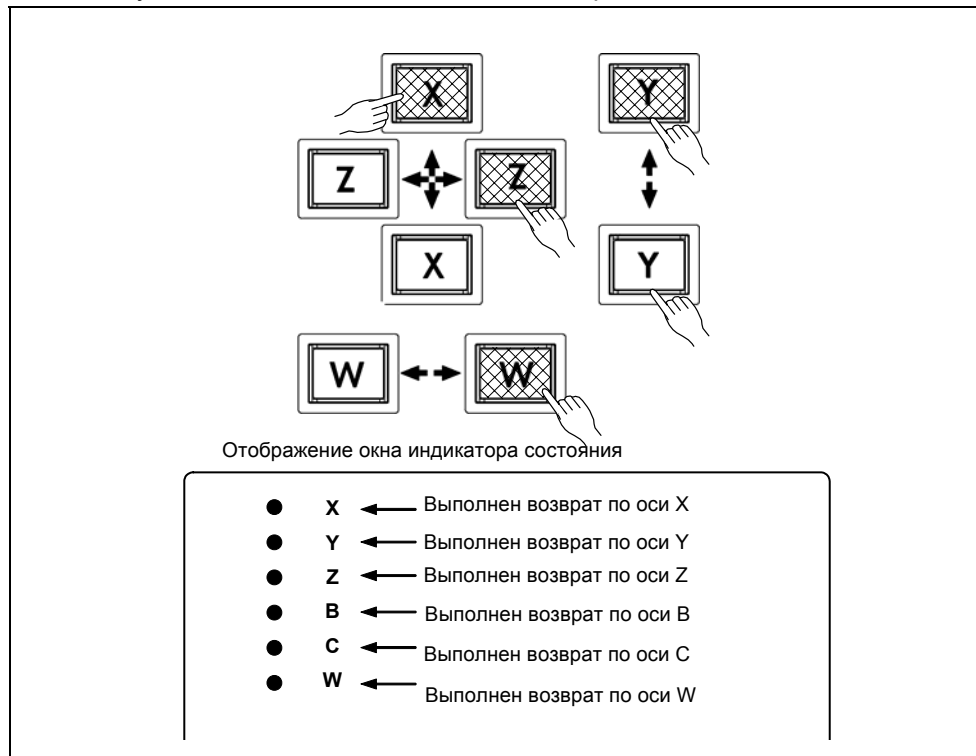 X
Y
Z
Z
X
Y
W
W
Отображение окна индикатора состояния
X Выполнен возврат по оси X
Y Выполнен возврат по оси Y
Z Выполнен возврат по оси Z
B Выполнен возврат по оси B
C Выполнен возврат по оси C
W Выполнен возврат по оси W